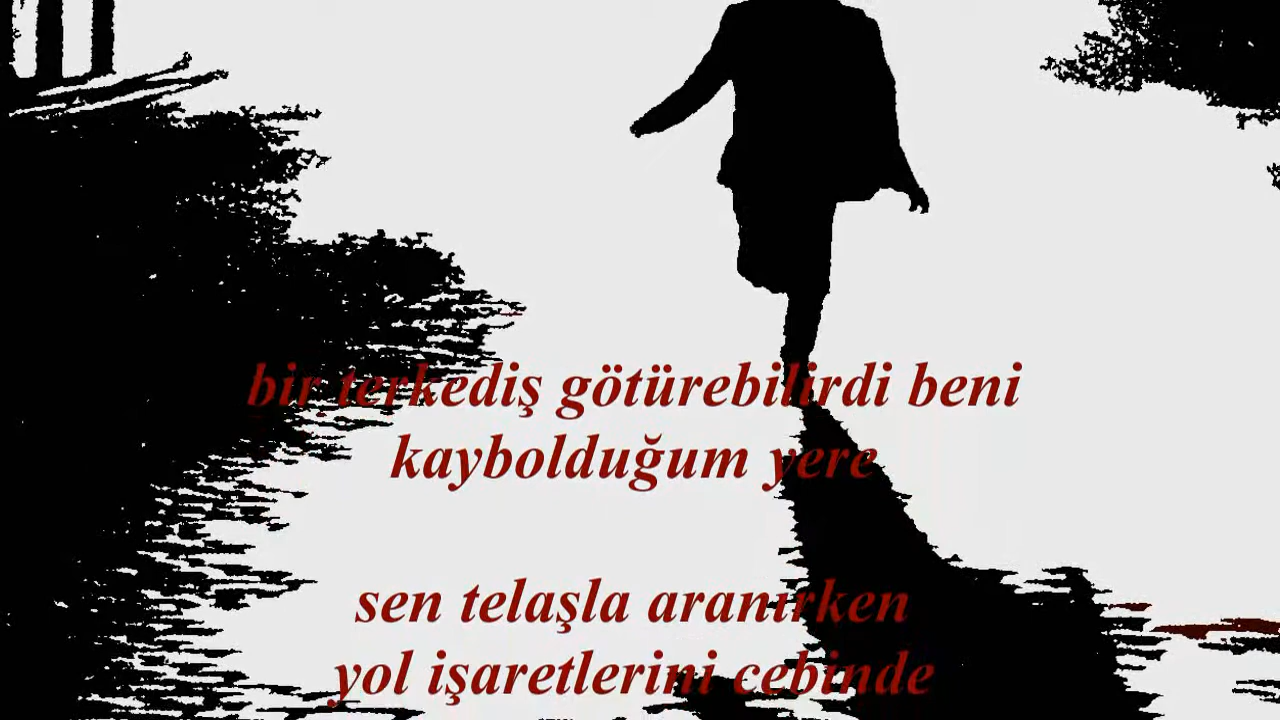 bir terkediş götürebilirdi beni
kaybolduğum yere
sen telaşla aranırken
yol işaretlerini cebinde